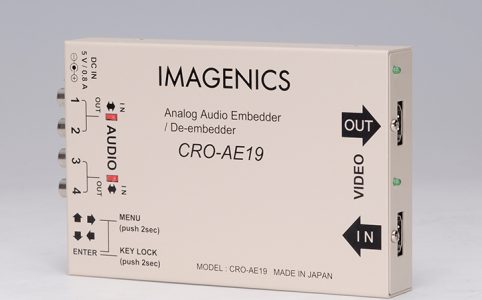 IMAGENICS
Analog Audio Embedder
/ De-embedder
CRO-AE19
DC IN
5 V / 0.8 A
1
2
3
4
OUT
IN
AUDIO
OUT
IN
MENU
(push 2sec)
ENTER
KEY LOCK
(push 2sec)
OUT
VIDEO
IN
MODEL : CRO-AE19 MADE IN JAPAN